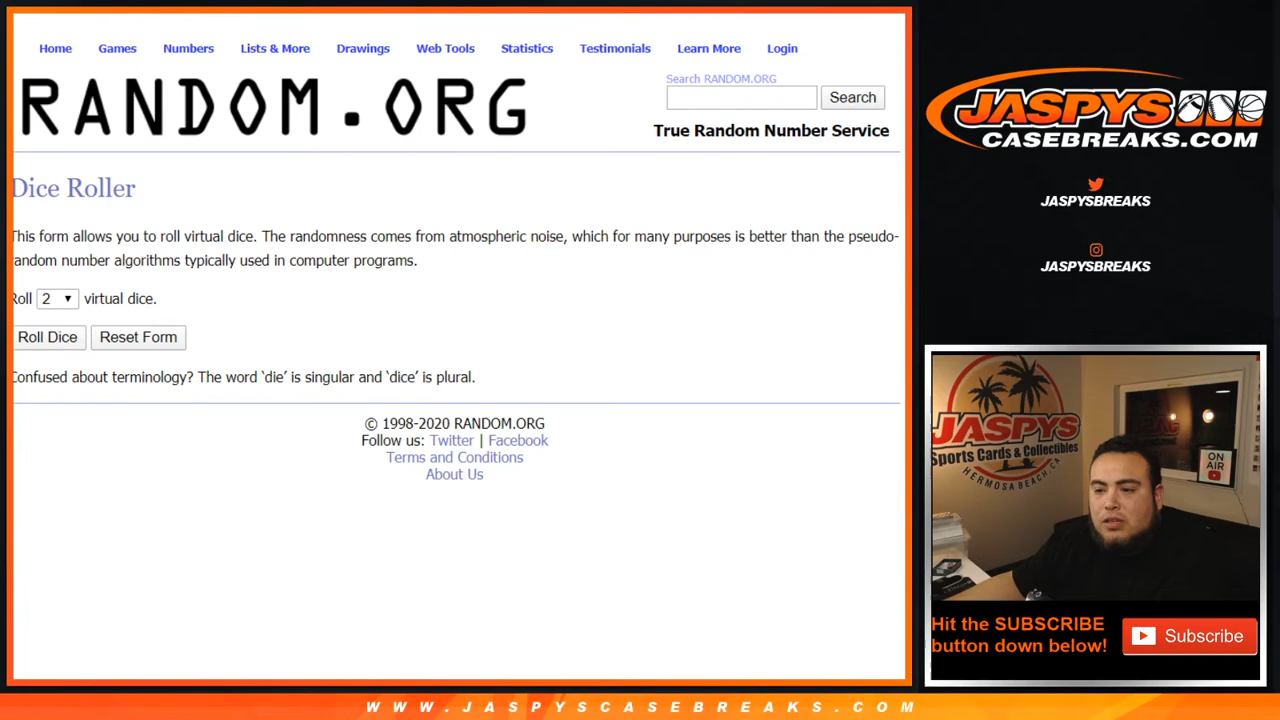 Home Games Numbers Lists & More Drawings Web Tools Statistics Testimonials Learn More Login
RANDOM.ORG
Search RANDOM.ORG
Search
True Random Number Service
Dice Roller
This form allows you to roll virtual dice. The randomness comes from atmospheric noise, which for many purposes is better than the pseudo-
random number algorithms typically used in computer programs.
Roll 2 virtual dice.
Roll Dice Reset Form
Confused about terminology? The word ‘die’ is singular and ‘dice’ is plural.
© 1998-2020 RANDOM.ORG
Follow us: Twitter | Facebook
Terms and Conditions
About Us
JASPYS
CASEBREAKS.COM
JASPYSBREAKS
JASPYSBREAKS
JASPYS
Sports Cards & Collectibles
HERMOSA BEACH, CA
ON
AIR
Hit the SUBSCRIBE
button down below!
Subscribe
WWW.JASPYSCASEBREAKS.COM